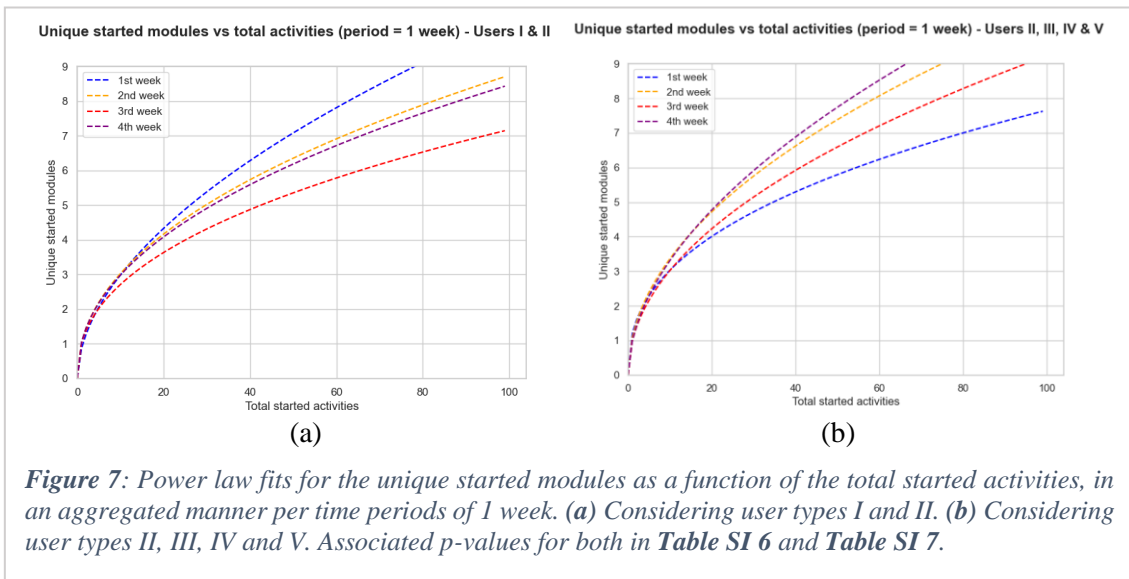 Unique started modules vs total activities (period = 1 week) - Users I & II
9
8
7
6
5
4
3
2
1
0
Unique started modules
1st week
2nd week
3rd week
4th week
0 20 40 60 80 100
Total started activities
(a)
Unique started modules vs total activities (period = 1 week) - Users II, III, IV & V
9
8
7
6
5
4
3
2
1
0
Unique started modules
1st week
2nd week
3rd week
4th week
0 20 40 60 80 100
Total started activities
(b)
Figure 7: Power law fits for the unique started modules as a function of the total started activities, in
an aggregated manner per time periods of 1 week. (a) Considering user types I and II. (b) Considering
user types II, III, IV and V. Associated p-values for both in Table SI 6 and Table SI 7.